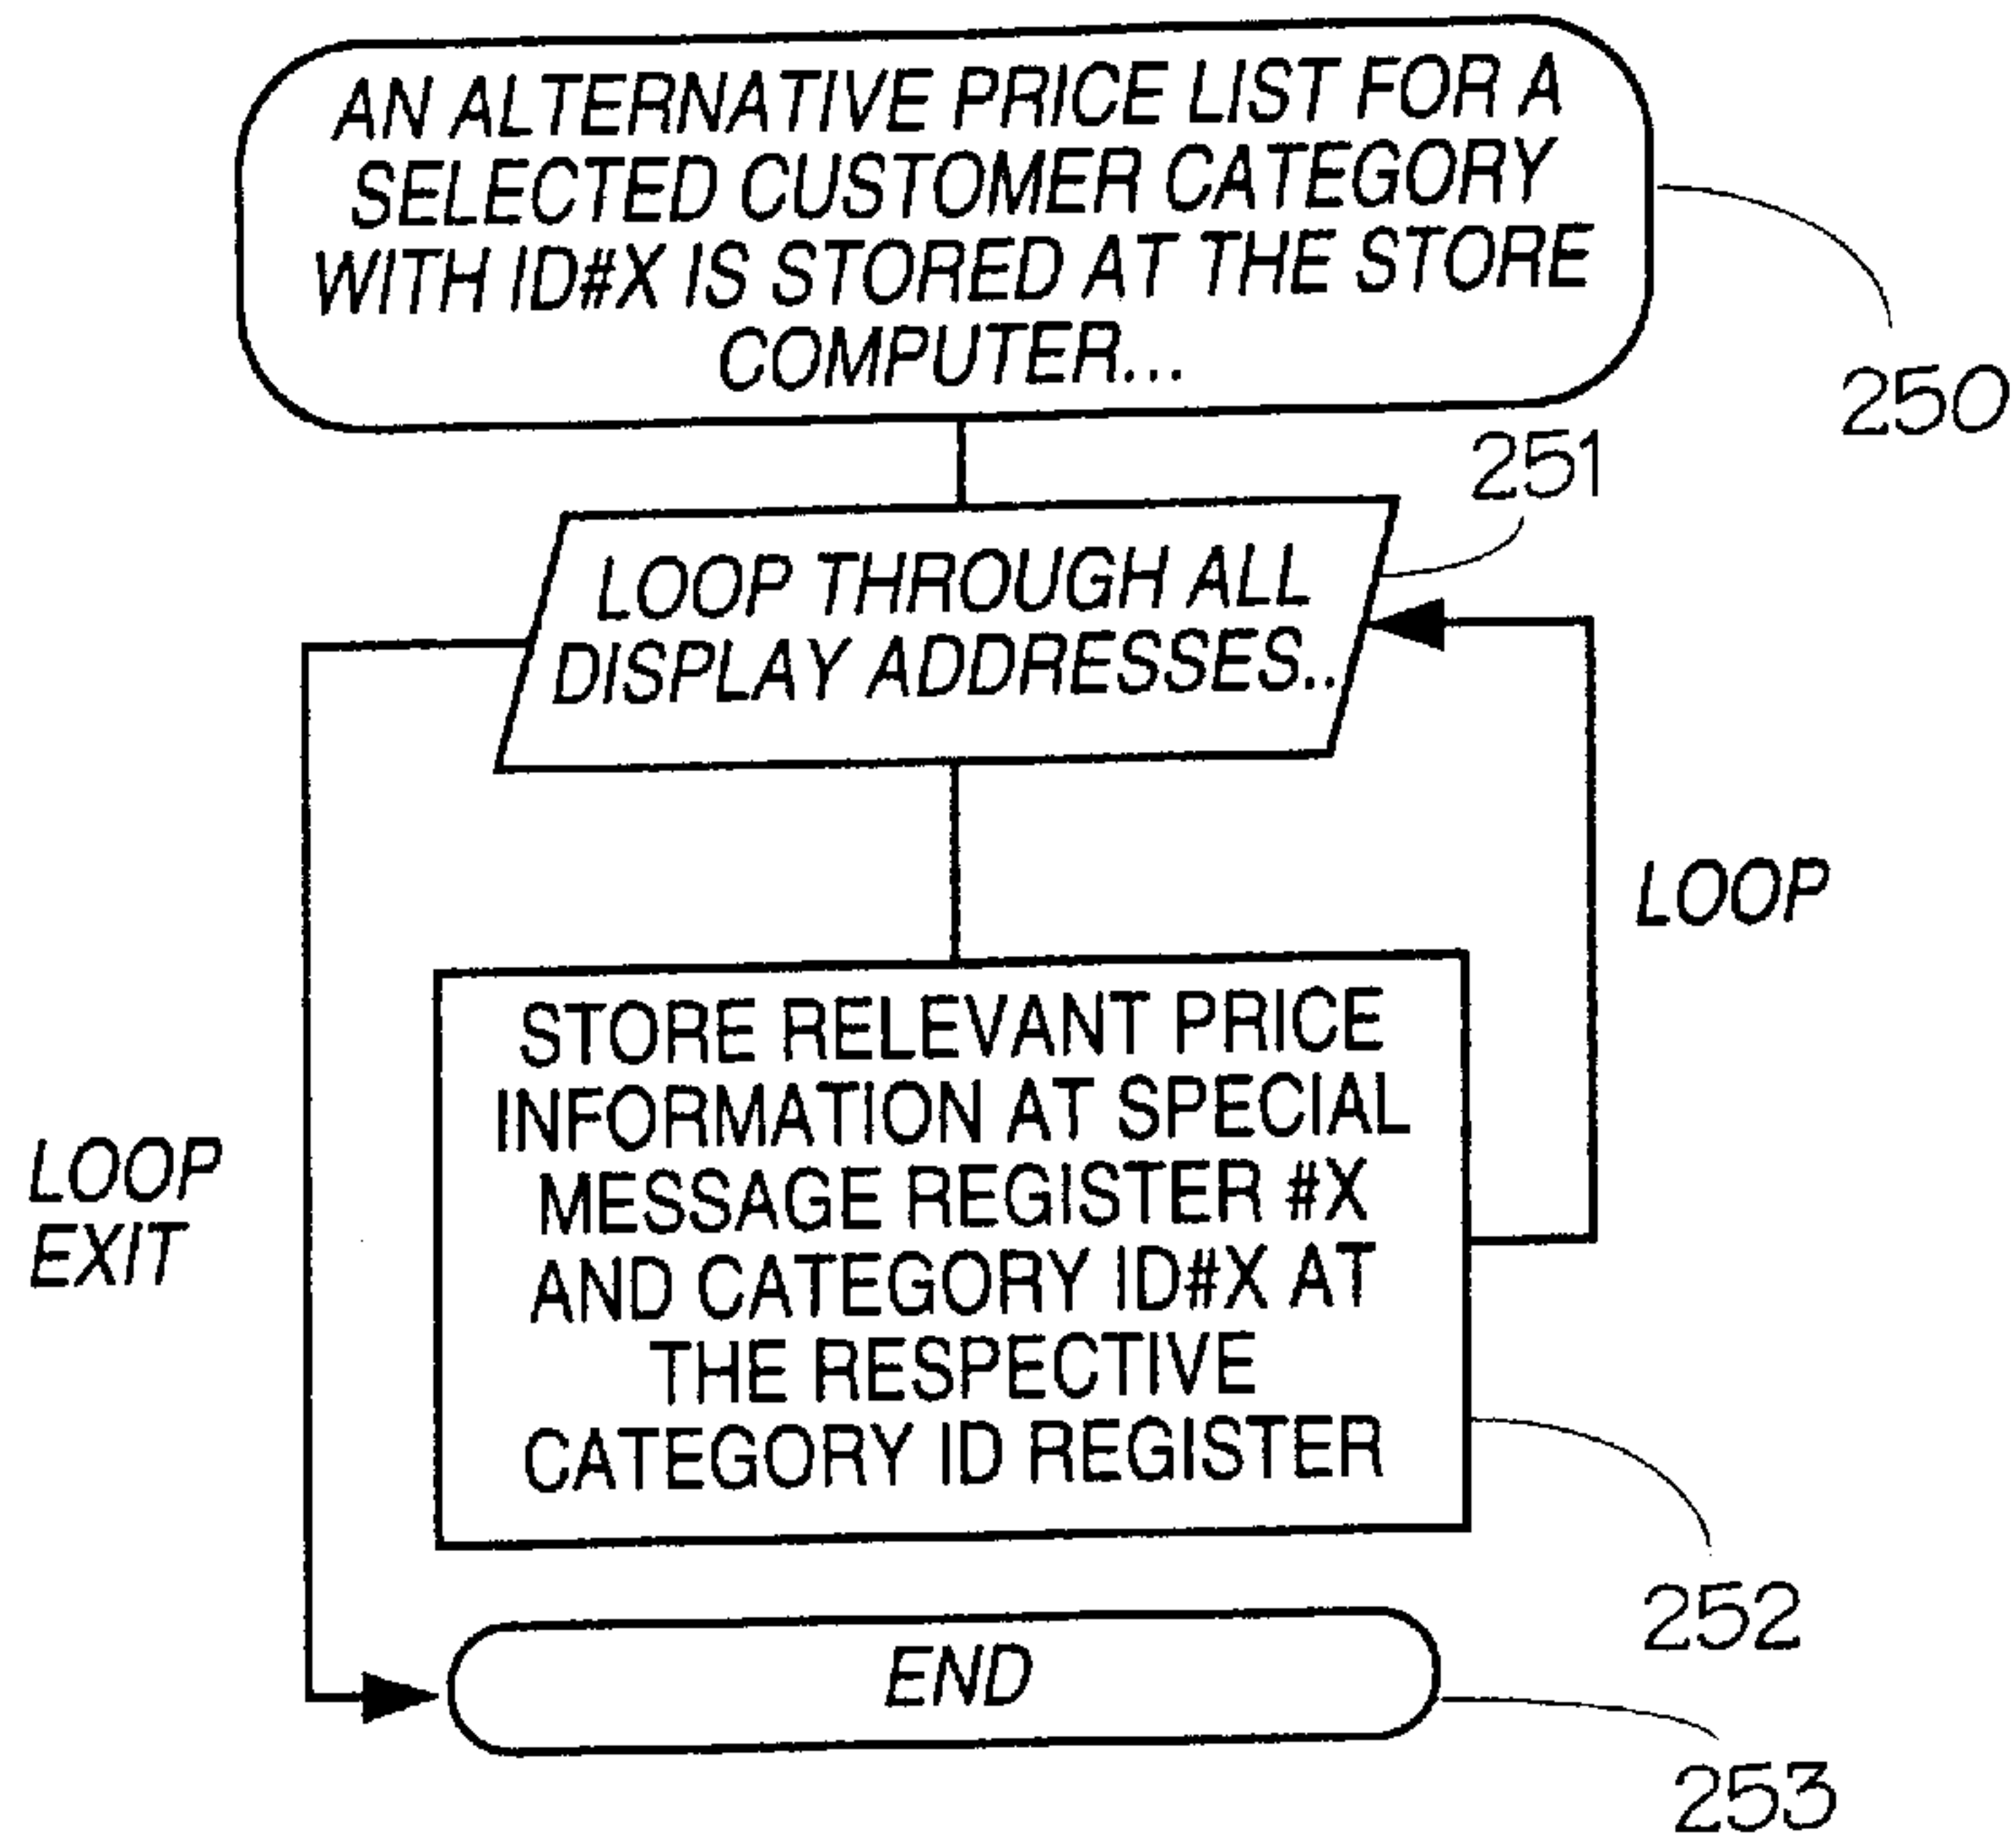 AN ALTERNATIVE PRICE LIST FOR A
SELECTED CUSTOMER CATEGORY
WITH ID#X IS STORED AT THE STORE
COMPUTER...
250
251
LOOP THROUGH ALL
DISPLAY ADDRESSES..
LOOP
STORE RELEVANT PRICE
INFORMATION AT SPECIAL
MESSAGE REGISTER #X
AND CATEGORY ID#X AT
THE RESPECTIVE
CATEGORY ID REGISTER
LOOP
EXIT
252
END
253